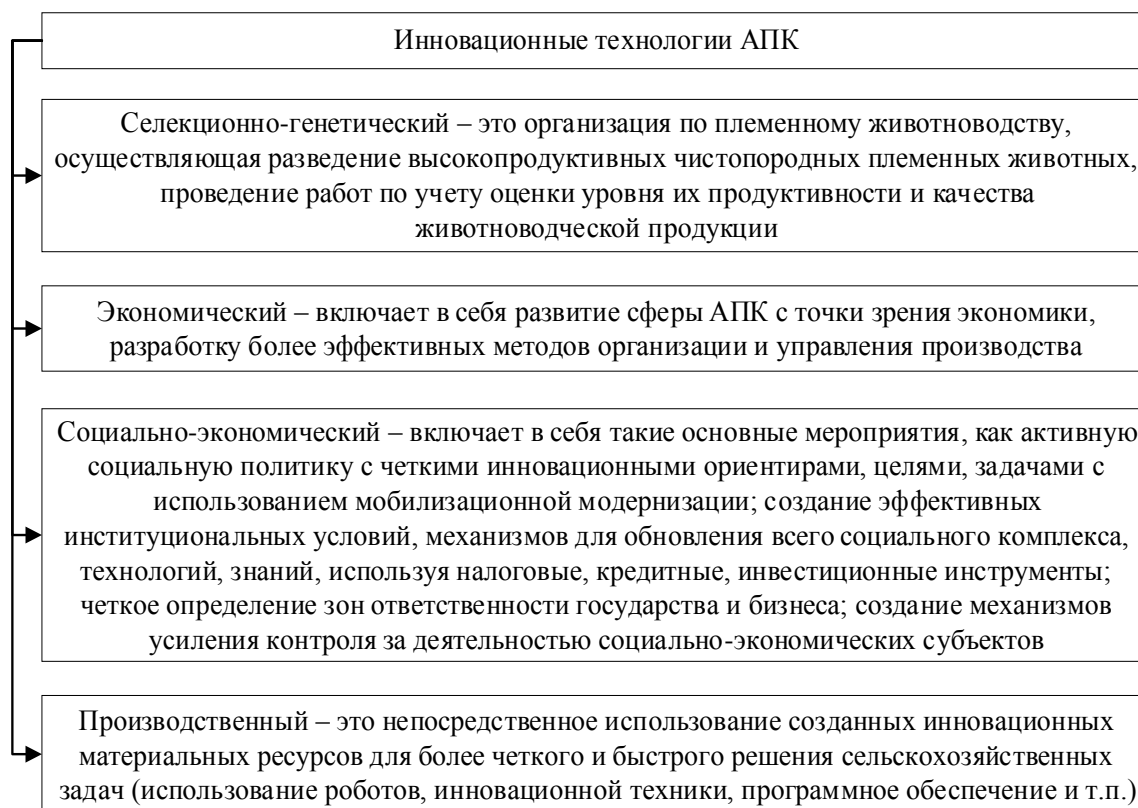 Инновационные технологии АПК
Селекционно-генетический – это организация по племенному животноводству,
осуществляющая разведение высокопродуктивных чистопородных племенных животных,
проведение работ по учету оценки уровня их продуктивности и качества
животноводческой продукции
Экономический – включает в себя развитие сферы АПК с точки зрения экономики,
разработку более эффективных методов организации и управления производства
Социально-экономический – включает в себя такие основные мероприятия, как активную
социальную политику с четкими инновационными ориентирами, целями, задачами с
использованием мобилизационной модернизации; создание эффективных
институциональных условий, механизмов для обновления всего социального комплекса,
технологий, знаний, используя налоговые, кредитные, инвестиционные инструменты;
четкое определение зон ответственности государства и бизнеса; создание механизмов
усиления контроля за деятельностью социально-экономических субъектов
Производственный – это непосредственное использование созданных инновационных
материальных ресурсов для более четкого и быстрого решения сельскохозяйственных
задач (использование роботов, инновационной техники, программное обеспечение и т.п.)